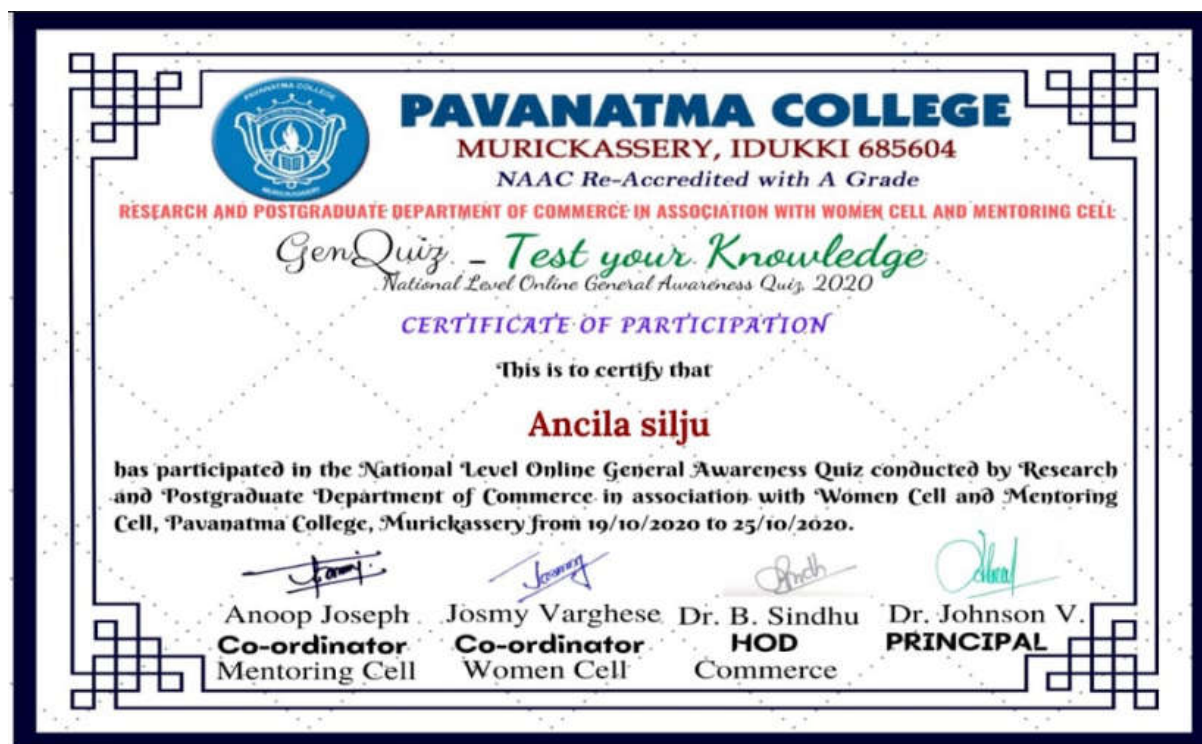 PAVANATMA COLLEGE
MURICKASSERY
PAVANATMA COLLEGE
MURICKASSERY, IDUKKI 685604
NAAC Re-Accredited with A Grade
RESEARCH AND POSTGRADUATE DEPARTMENT OF COMMERCE IN ASSOCIATION WITH WOMEN CELL AND MENTORING CELL
GenQuiz - Test your Knowledge
National Level Online General Awareness Quiz, 2020
CERTIFICATE OF PARTICIPATION
This is to certify that
Ancila silju
has participated in the National Level Online General Awareness Quiz conducted by Research
and Postgraduate Department of Commerce in association with Women Cell and Mentoring
Cell, Pavanatma College, Murickassery from 19/10/2020 to 25/10/2020.
Anoop Joseph Josmy Varghese Dr. B. Sindhu Dr. Johnson V.
Co-ordinator Co-ordinator HOD PRINCIPAL
Mentoring Cell Women Cell Commerce